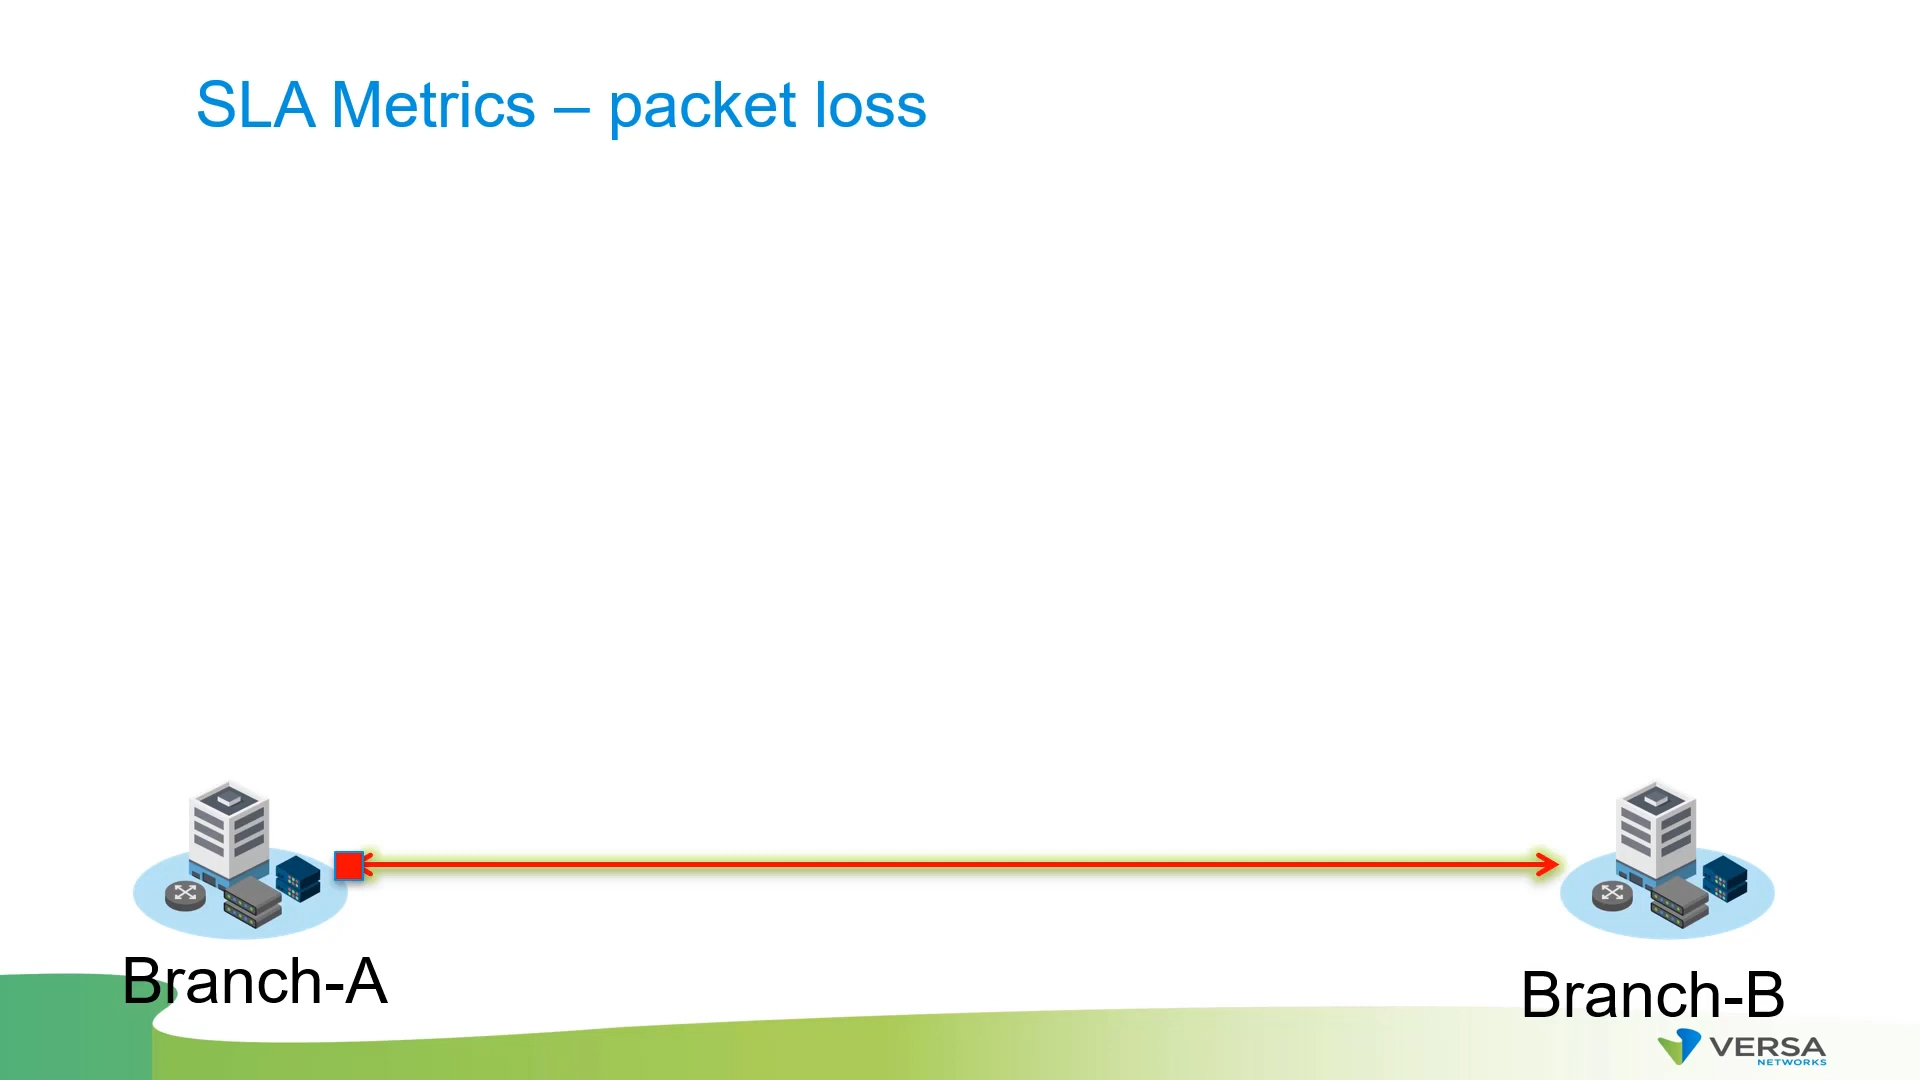 SLA Metrics – packet loss
Branch-A
Branch-B
VERSA
NETWORKS